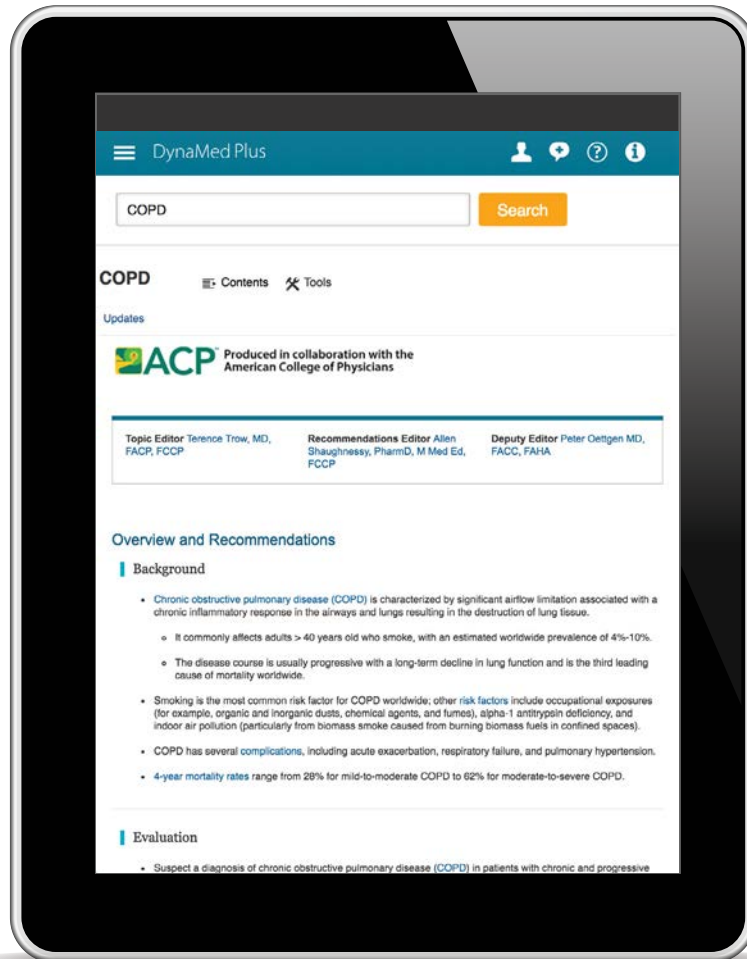 DynaMed Plus
COPD
Search
COPD
Contents
Tools
Updates
ACP™ Produced in collaboration with the
American College of Physicians
Topic Editor Terence Trow, MD,
FACP, FCCP
Recommendations Editor Allen
Shaughnessy, PharmD, M Med Ed,
FCCP
Deputy Editor Peter Oettgen MD,
FACC, FAHA
Overview and Recommendations
Background
• Chronic obstructive pulmonary disease (COPD) is characterized by significant airflow limitation associated with a
chronic inflammatory response in the airways and lungs resulting in the destruction of lung tissue.
o It commonly affects adults > 40 years old who smoke, with an estimated worldwide prevalence of 4%-10%.
o The disease course is usually progressive with a long-term decline in lung function and is the third leading
cause of mortality worldwide.
• Smoking is the most common risk factor for COPD worldwide; other risk factors include occupational exposures
(for example, organic and inorganic dusts, chemical agents, and fumes), alpha-1 antitrypsin deficiency, and
indoor air pollution (particularly from biomass smoke caused from burning biomass fuels in confined spaces).
• COPD has several complications, including acute exacerbation, respiratory failure, and pulmonary hypertension.
• 4-year mortality rates range from 28% for mild-to-moderate COPD to 62% for moderate-to-severe COPD.
Evaluation
• Suspect a diagnosis of chronic obstructive pulmonary disease (COPD) in patients with chronic and progressive